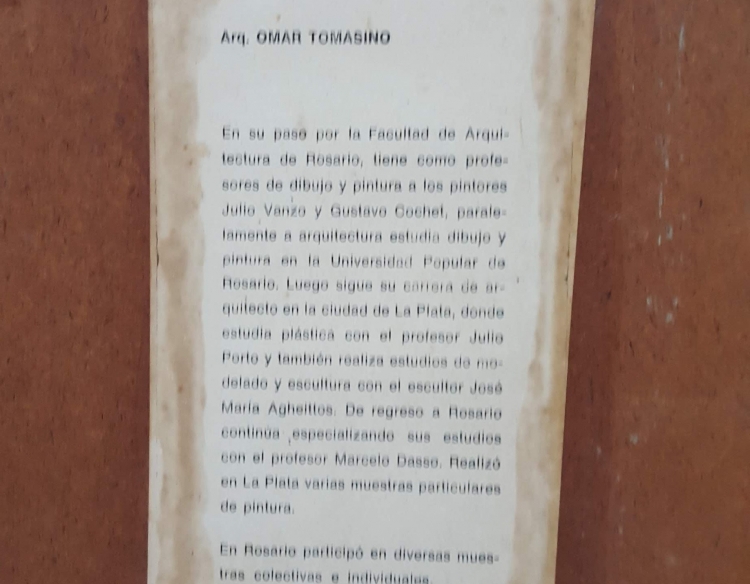 Arq. OMAR TOMASINO
En su paso por la Facultad de Arqui-
tectura de Rosario, tiene como profe-
sores de dibujo y pintura a los pintores
Julio Vanzo y Gustavo Cochet, parale-
lamente a arquitectura estudia dibujo y
pintura en la Universidad Popular de
Rosario. Luego sigue su carrera de ar-
quitecto en la ciudad de La Plata, donde
estudia plástica con el profesor Julio
Porto y también realiza estudios de mo-
delado y escultura con el escultor José
María Agheittos. De regreso a Rosario
continúa especializando sus estudios
con el profesor Marcelo Dasso. Realizó
en La Plata varias muestras particulares
de pintura.
En Rosario participó en diversas mues-
tras colectivas e individuales.